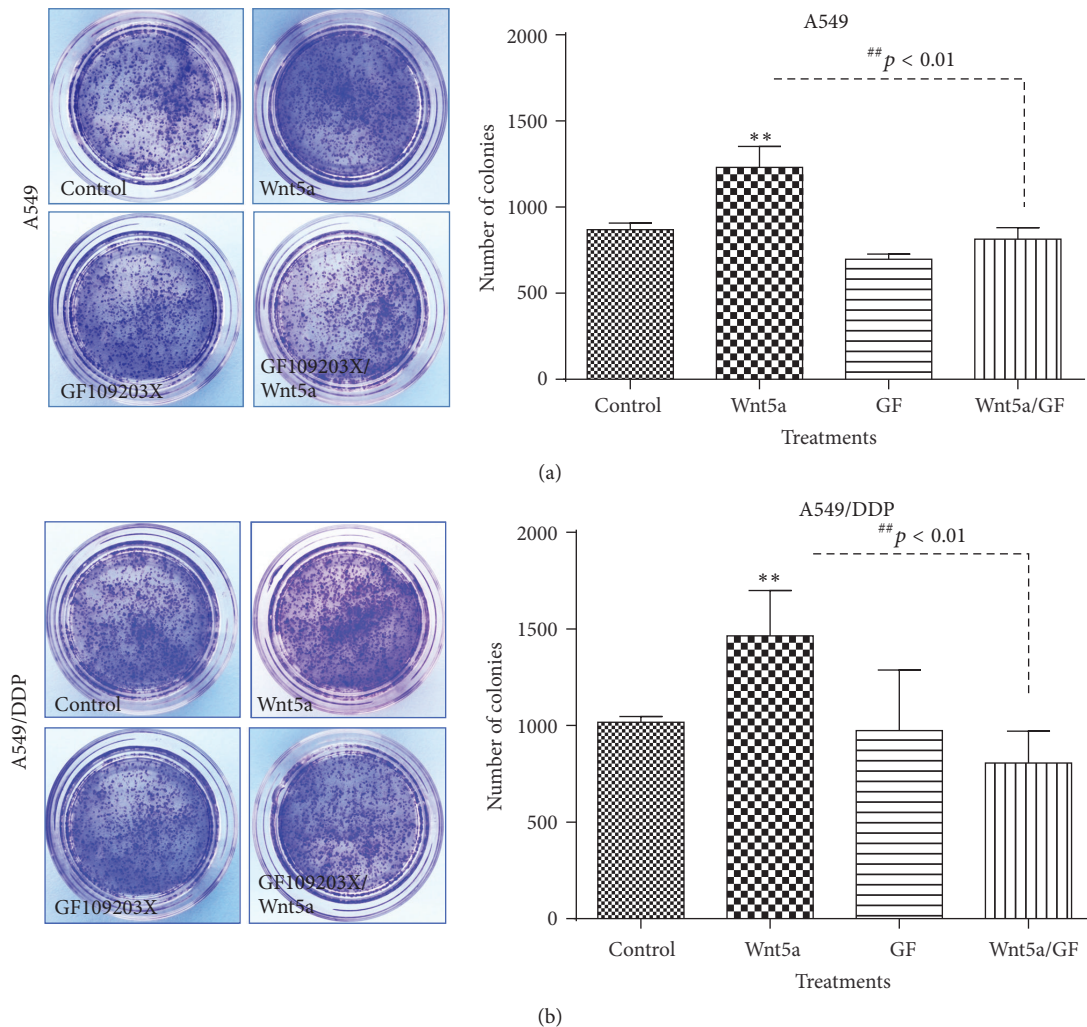 A549
Control
Wnt5a
GF109203X
GF109203X/
Wnt5a
A549
2000
1500
1000
500
0
Number of colonies
**
##p < 0.01
Control
Wnt5a
GF
Wnt5a/GF
Treatments
(a)
A549/DDP
Control
Wnt5a
GF109203X
GF109203X/
Wnt5a
A549/DDP
2000
1500
1000
500
0
Number of colonies
**
##p < 0.01
Control
Wnt5a
GF
Wnt5a/GF
Treatments
(b)